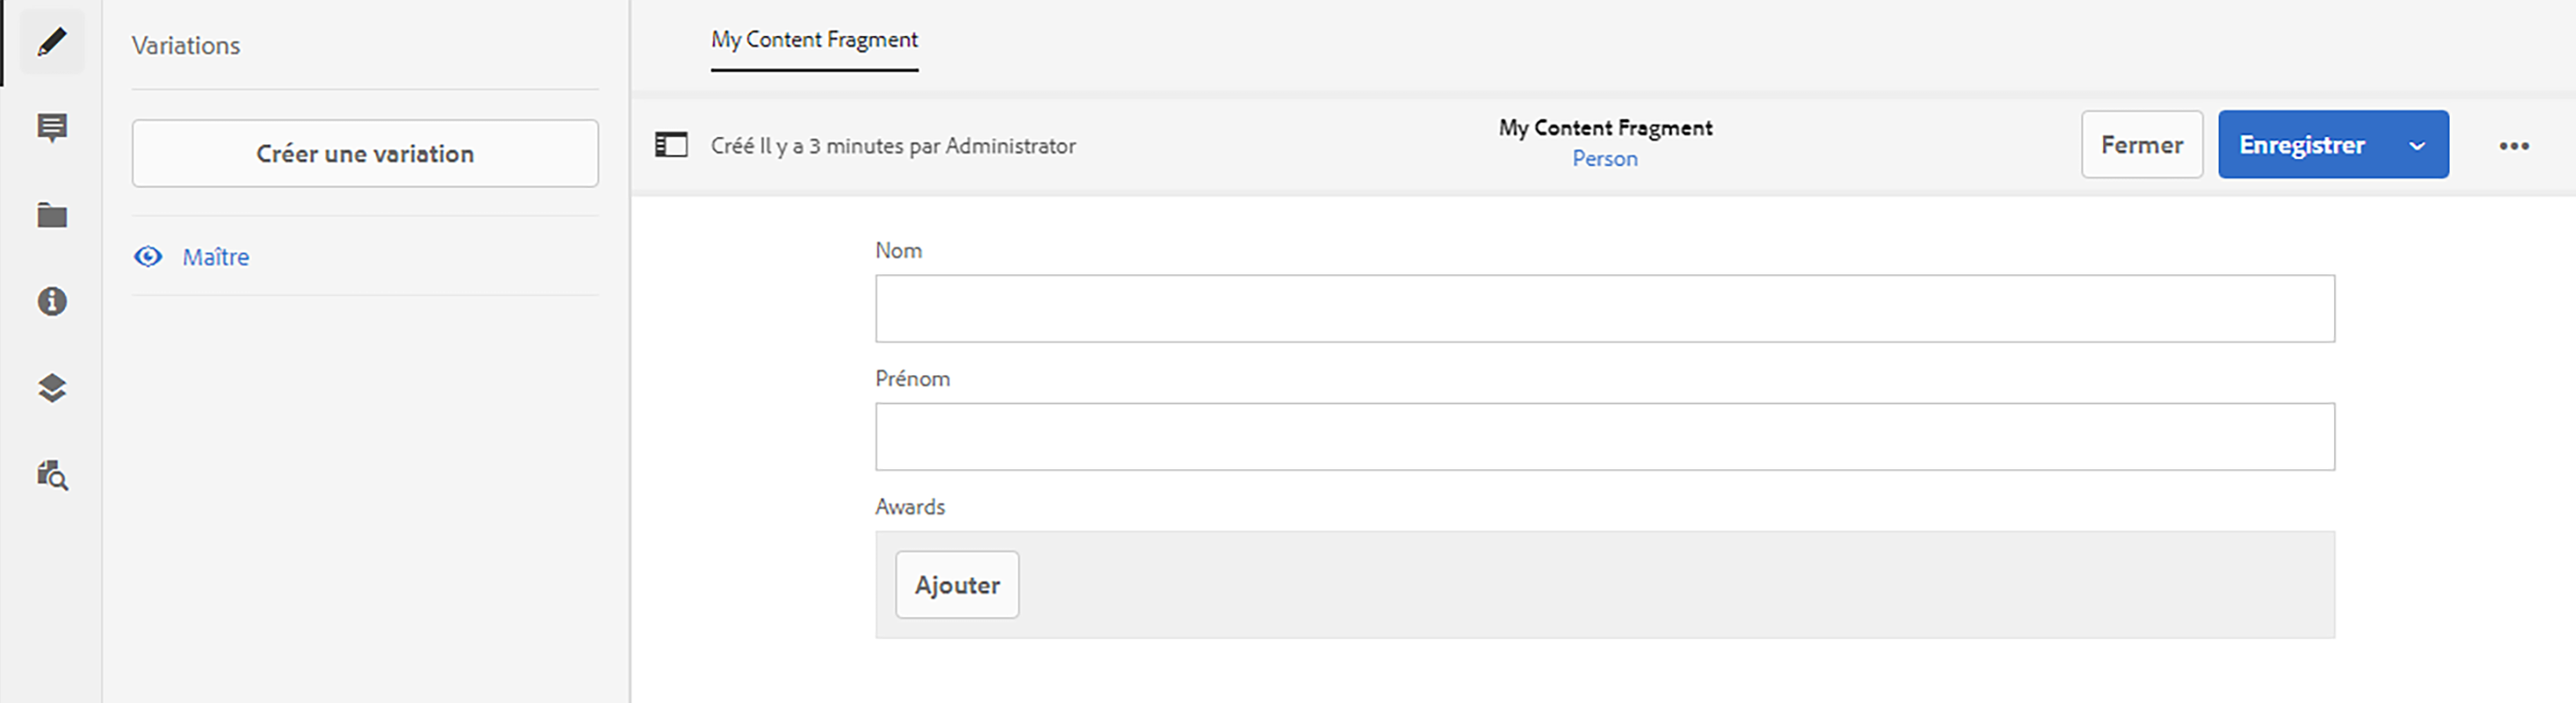 Variations
Créer une variation
Maître
My Content Fragment
Créé Il y a 3 minutes par Administrator
My Content Fragment
Person
Fermer
Enregistrer
Nom
Prénom
Awards
Ajouter